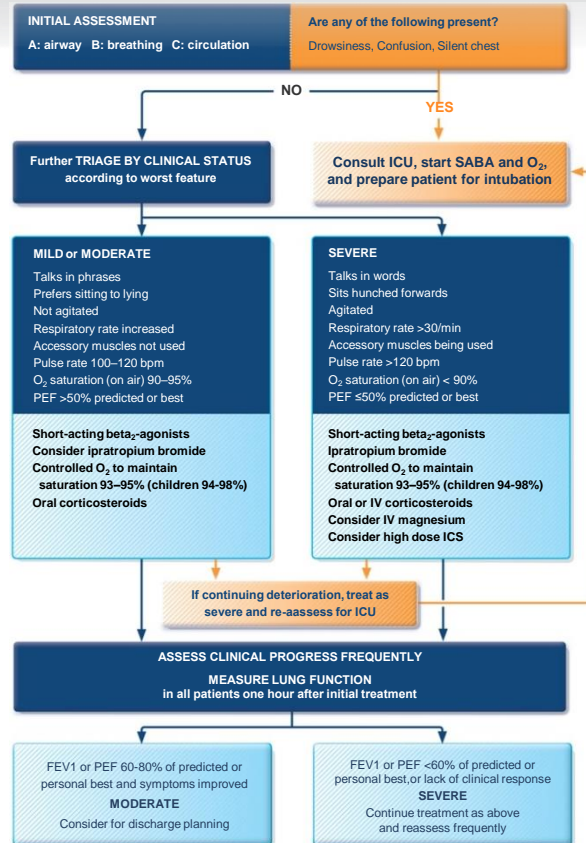 INITIAL ASSESSMENT
A: airway B: breathing C: circulation
Are any of the following present?
Drowsiness, Confusion, Silent chest
NO
YES
Further TRIAGE BY CLINICAL STATUS
according to worst feature
Consult ICU, start SABA and O₂,
and prepare patient for intubation
MILD or MODERATE
Talks in phrases
Prefers sitting to lying
Not agitated
Respiratory rate increased
Accessory muscles not used
Pulse rate 100–120 bpm
O₂ saturation (on air) 90–95%
PEF >50% predicted or best
SEVERE
Talks in words
Sits hunched forwards
Agitated
Respiratory rate >30/min
Accessory muscles being used
Pulse rate >120 bpm
O₂ saturation (on air) < 90%
PEF ≤50% predicted or best
Short-acting beta₂-agonists
Consider ipratropium bromide
Controlled O₂ to maintain
saturation 93–95% (children 94-98%)
Oral corticosteroids
Short-acting beta₂-agonists
Ipratropium bromide
Controlled O₂ to maintain
saturation 93–95% (children 94-98%)
Oral or IV corticosteroids
Consider IV magnesium
Consider high dose ICS
If continuing deterioration, treat as
severe and re-aassess for ICU
ASSESS CLINICAL PROGRESS FREQUENTLY
MEASURE LUNG FUNCTION
in all patients one hour after initial treatment
FEV1 or PEF 60-80% of predicted or
personal best and symptoms improved
MODERATE
Consider for discharge planning
FEV1 or PEF <60% of predicted or
personal best,or lack of clinical response
SEVERE
Continue treatment as above
and reassess frequently